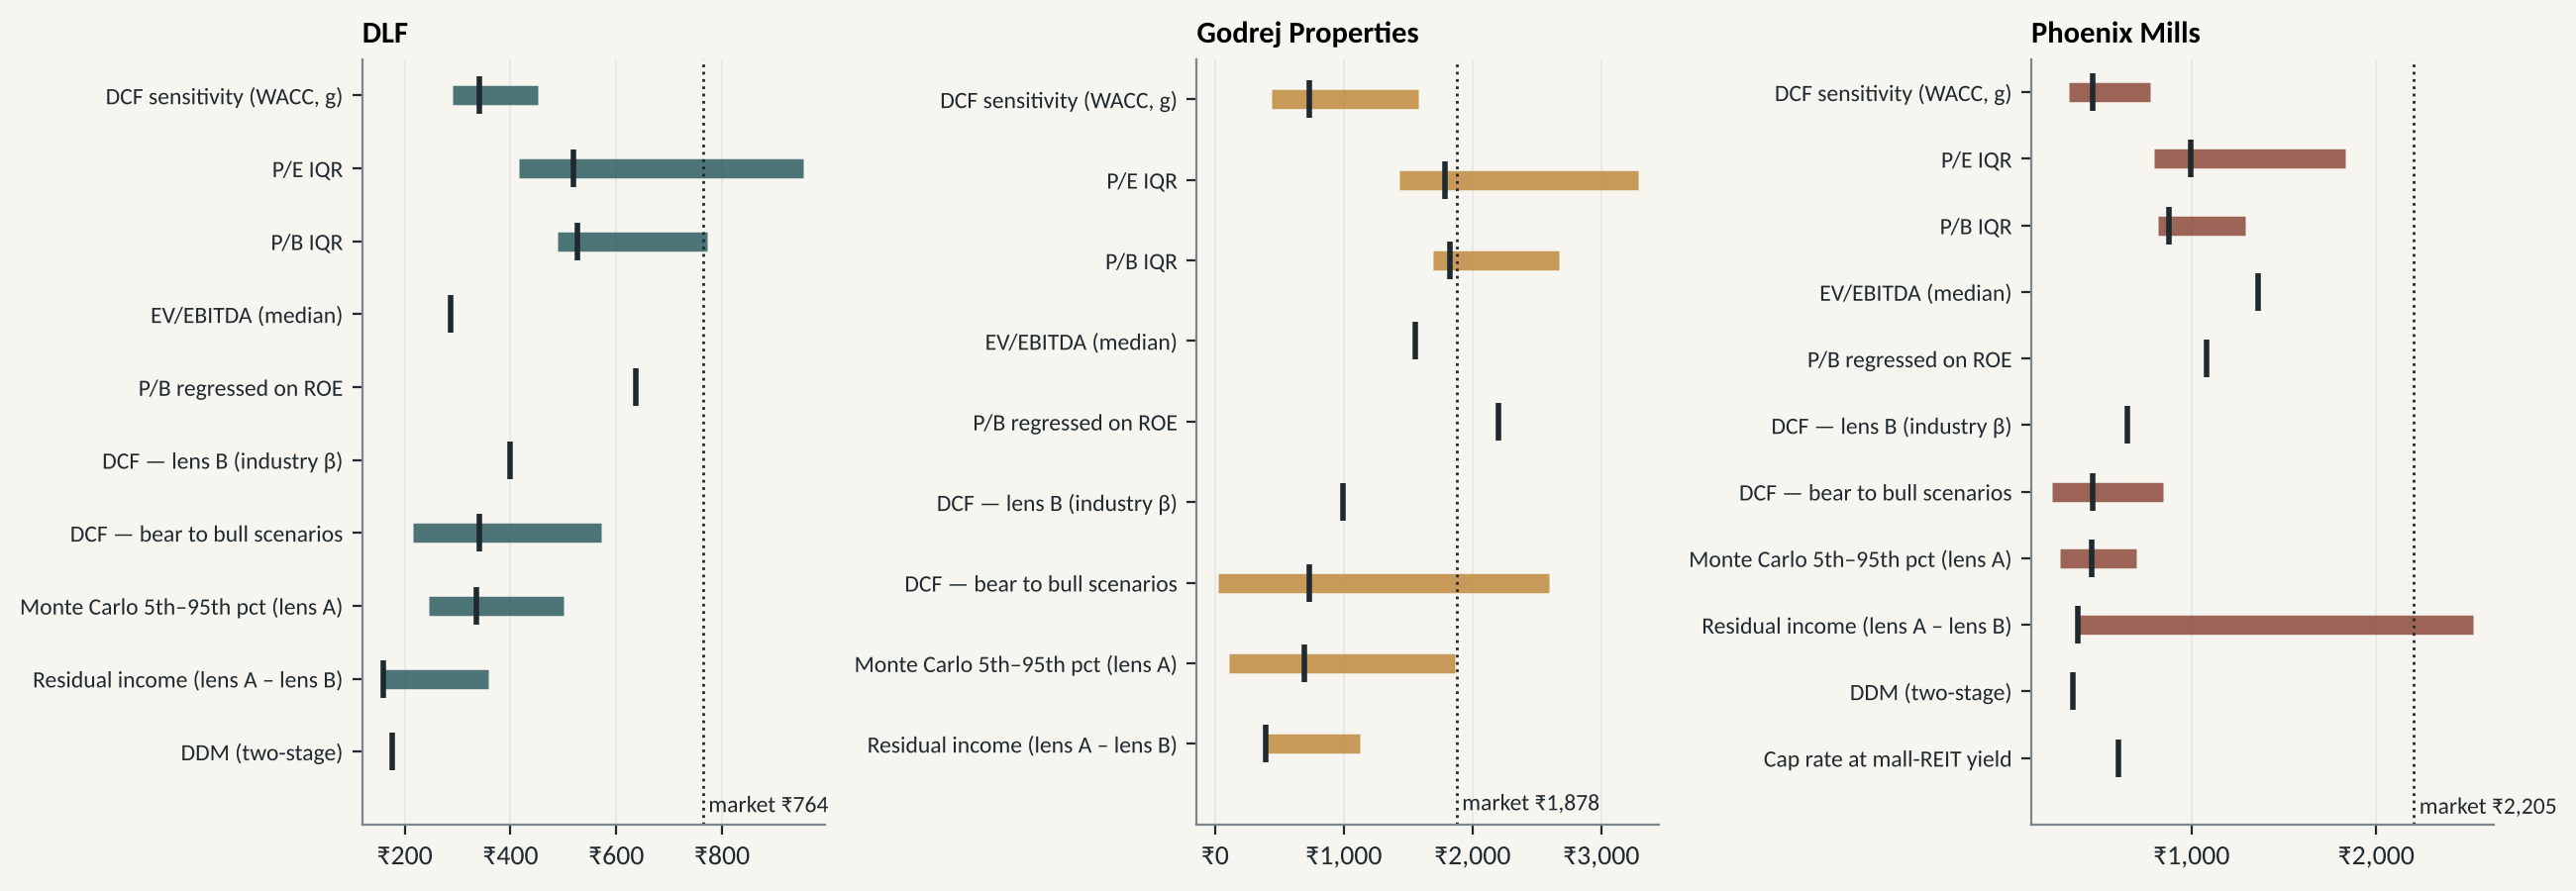 DLF
DCF sensitivity (WACC, g)
P/E IQR
P/B IQR
EV/EBITDA (median)
P/B regressed on ROE
DCF — lens B (industry β)
DCF — bear to bull scenarios
Monte Carlo 5th–95th pct (lens A)
Residual income (lens A – lens B)
DDM (two-stage)
market ₹764
₹200 ₹400 ₹600 ₹800
Godrej Properties
DCF sensitivity (WACC, g)
P/E IQR
P/B IQR
EV/EBITDA (median)
P/B regressed on ROE
DCF — lens B (industry β)
DCF — bear to bull scenarios
Monte Carlo 5th–95th pct (lens A)
Residual income (lens A – lens B)
market ₹1,878
₹0 ₹1,000 ₹2,000 ₹3,000
Phoenix Mills
DCF sensitivity (WACC, g)
P/E IQR
P/B IQR
EV/EBITDA (median)
P/B regressed on ROE
DCF — lens B (industry β)
DCF — bear to bull scenarios
Monte Carlo 5th–95th pct (lens A)
Residual income (lens A – lens B)
DDM (two-stage)
Cap rate at mall-REIT yield
market ₹2,205
₹1,000 ₹2,000